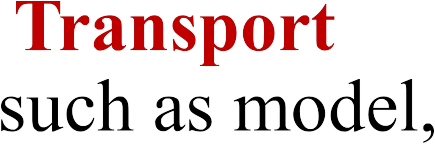 Transport
such as model,